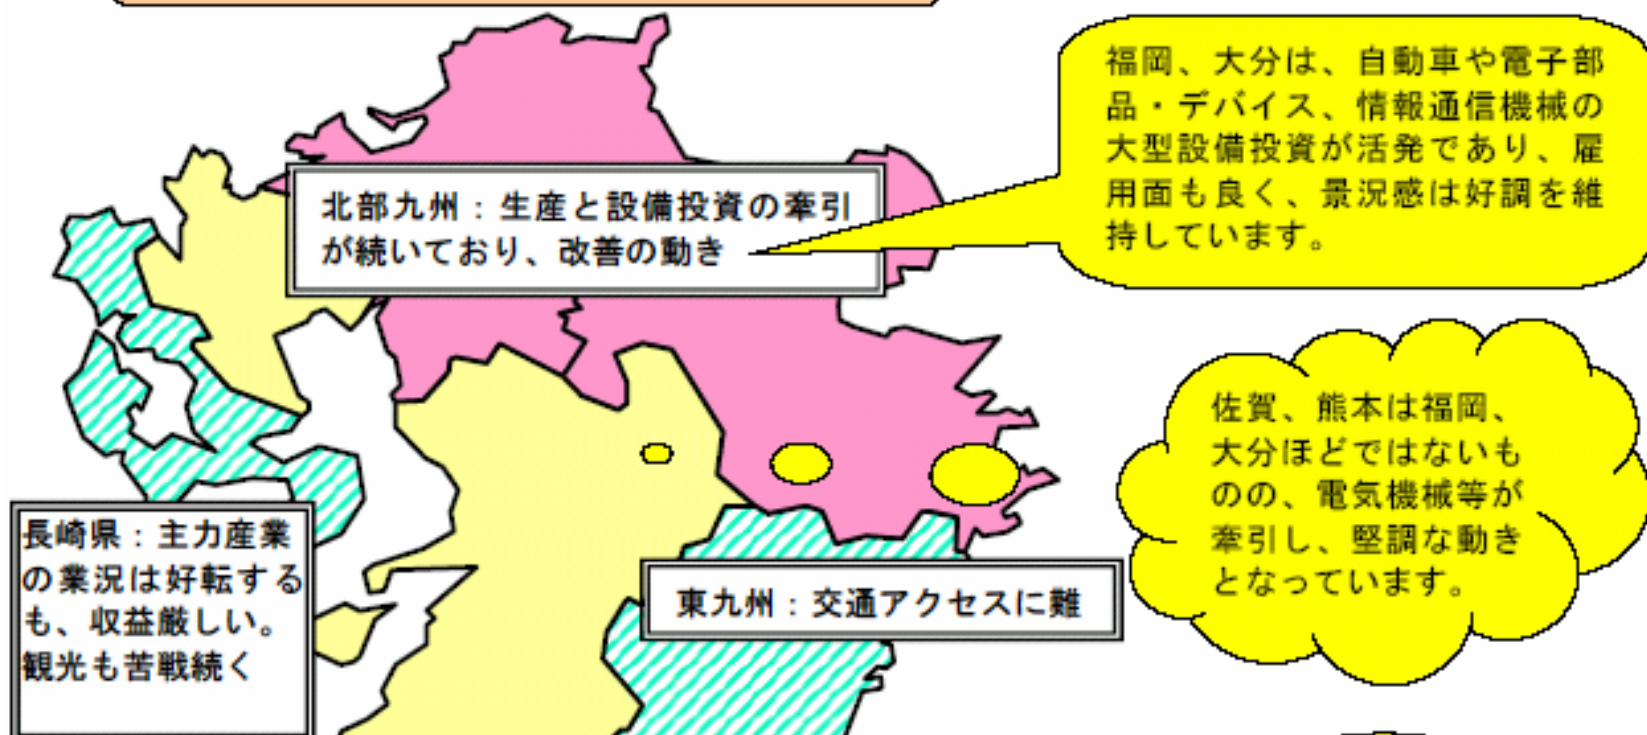 福岡、大分は、自動車や電子部
品・デバイス、情報通信機械の
大型設備投資が活発であり、雇
用面も良く、景況感は好調を維
持しています。
北部九州：生産と設備投資の牽引
が続いており、改善の動き
佐賀、熊本は福岡、
大分ほどではないも
のの、電気機械等が
牽引し、堅調な動き
となっています。
長崎県：主力産業
の業況は好転する
も、収益厳しい。
観光も苦戦続く
東九州：交通アクセスに難